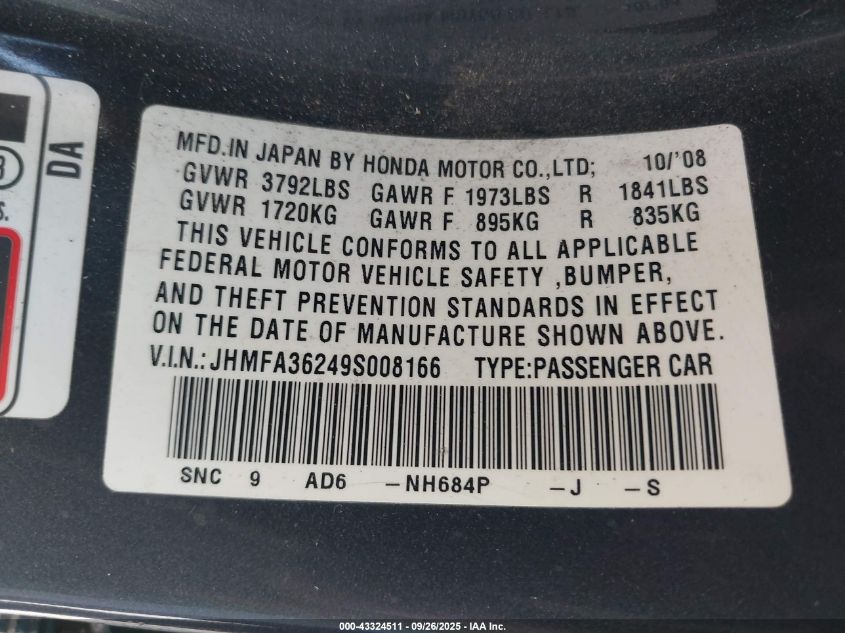 MFD.IN JAPAN BY HONDA MOTOR CO.,LTD; 10/'08
GVWR 3792LBS GAWR F 1973LBS R 1841LBS
GVWR 1720KG GAWR F 895KG R 835KG
THIS VEHICLE CONFORMS TO ALL APPLICABLE
FEDERAL MOTOR VEHICLE SAFETY ,BUMPER,
AND THEFT PREVENTION STANDARDS IN EFFECT
ON THE DATE OF MANUFACTURE SHOWN ABOVE.
V.I.N.:JHMFA36249S008166 TYPE:PASSENGER CAR
SNC 9 AD6 -NH684P -J -S
DA
000-43324511 - 09/26/2025 - IAA Inc.